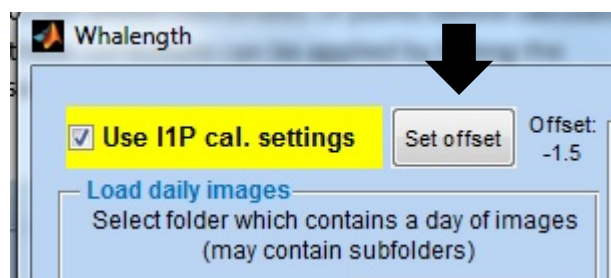 Whalength
Use I1P cal. settings
Set offset
Offset:
-1.5
Load daily images
Select folder which contains a day of images
(may contain subfolders)